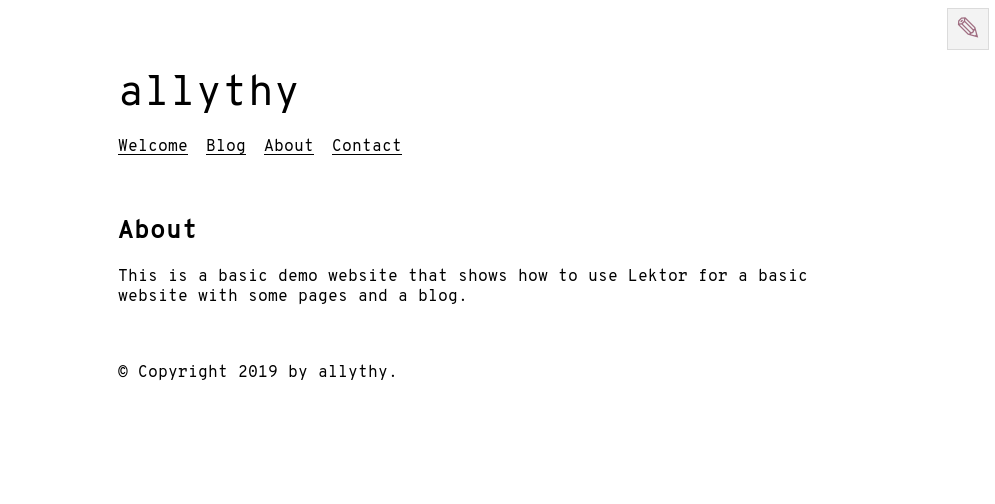 allythy
Welcome Blog About Contact
About
This is a basic demo website that shows how to use Lektor for a basic
website with some pages and a blog.
© Copyright 2019 by allythy.